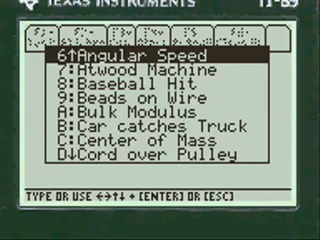 TEXAS INSTRUMENTS TI-89
6↑Angular Speed
7:Atwood Machine
8:Baseball Hit
9:Beads on Wire
A:Bulk Modulus
B:Car catches Truck
C:Center of Mass
D↓Cord over Pulley
TYPE OR USE ←→↑↓ + [ENTER] OR [ESC]